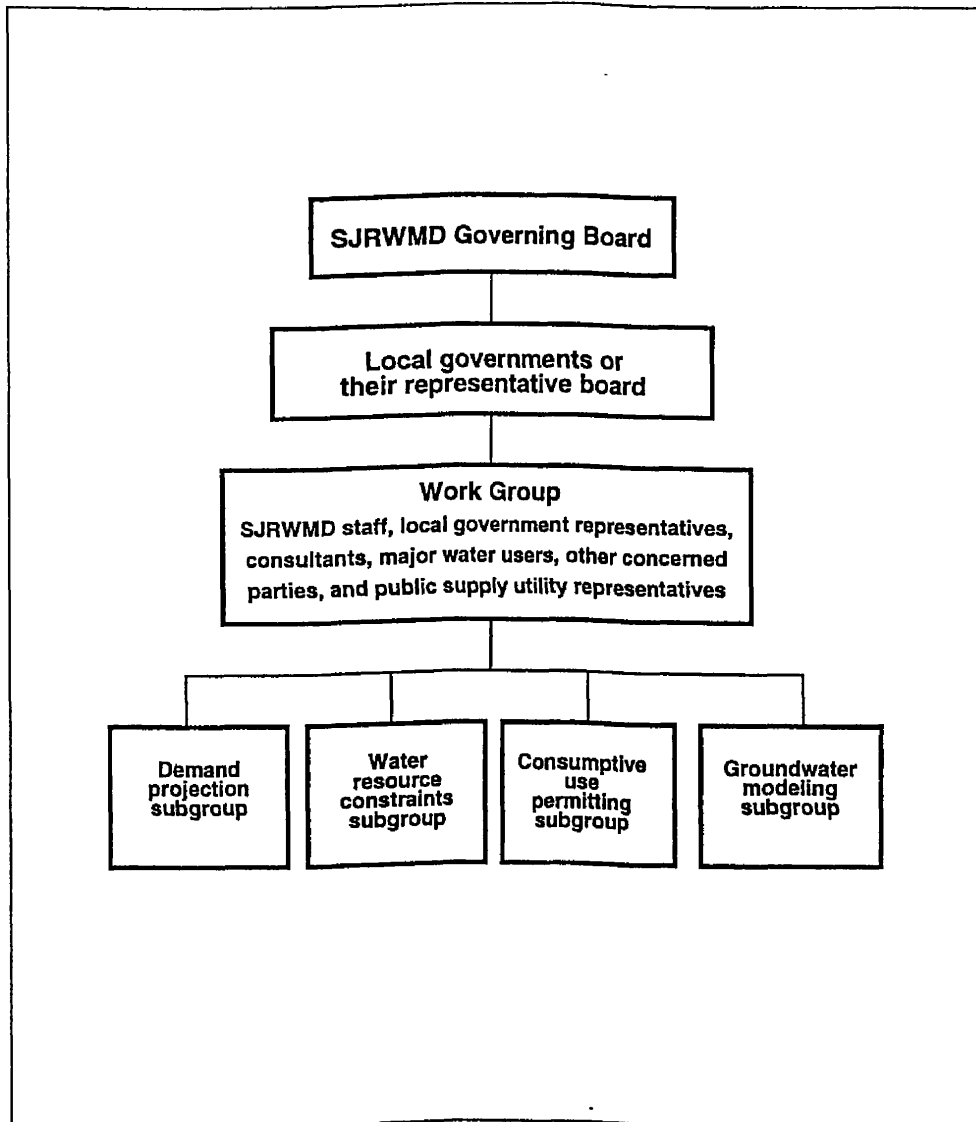 SJRWMD Governing Board
Local governments or
their representative board
Work Group
SJRWMD staff, local government representatives,
consultants, major water users, other concerned
parties, and public supply utility representatives
Demand
projection
subgroup
Water
resource
constraints
subgroup
Consumptive
use
permitting
subgroup
Groundwater
modeling
subgroup